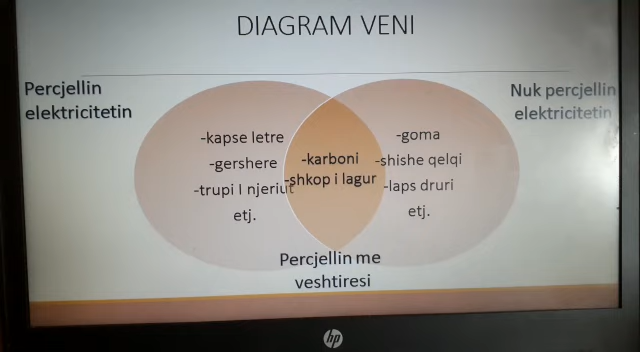 DIAGRAM VENI
Percjellin
elektricitetin
Nuk percjellin
elektricitetin
-kapse letre
-gershere
-trupi I njeriut
etj.
-karboni
-shkop i lagur
-goma
-shishe qelqi
-laps druri
etj.
Percjellin me
veshtiresi
hp